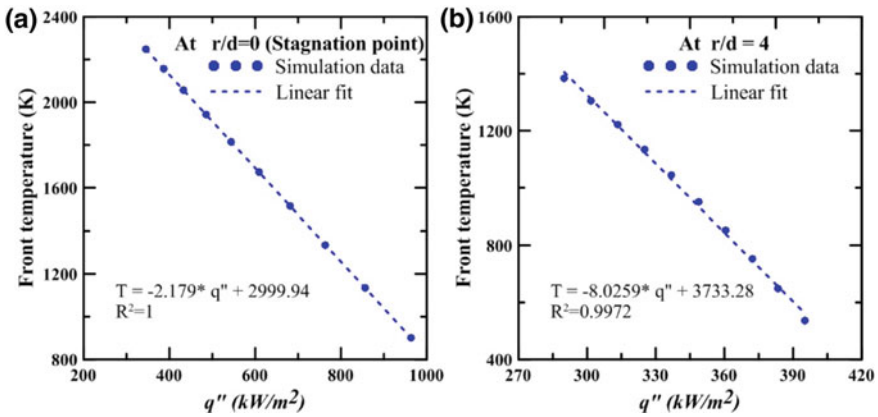 (a)
At r/d=0 (Stagnation point)
Simulation data
Linear fit
T = -2.179* q" + 2999.94
R²=1
Front temperature (K)
2400
2000
1600
1200
800
200
400
600
800
1000
q" (kW/m²)
(b)
At r/d = 4
Simulation data
Linear fit
T = -8.0259* q" + 3733.28
R²=0.9972
Front temperature (K)
1600
1200
800
400
270
300
330
360
390
420
q" (kW/m²)